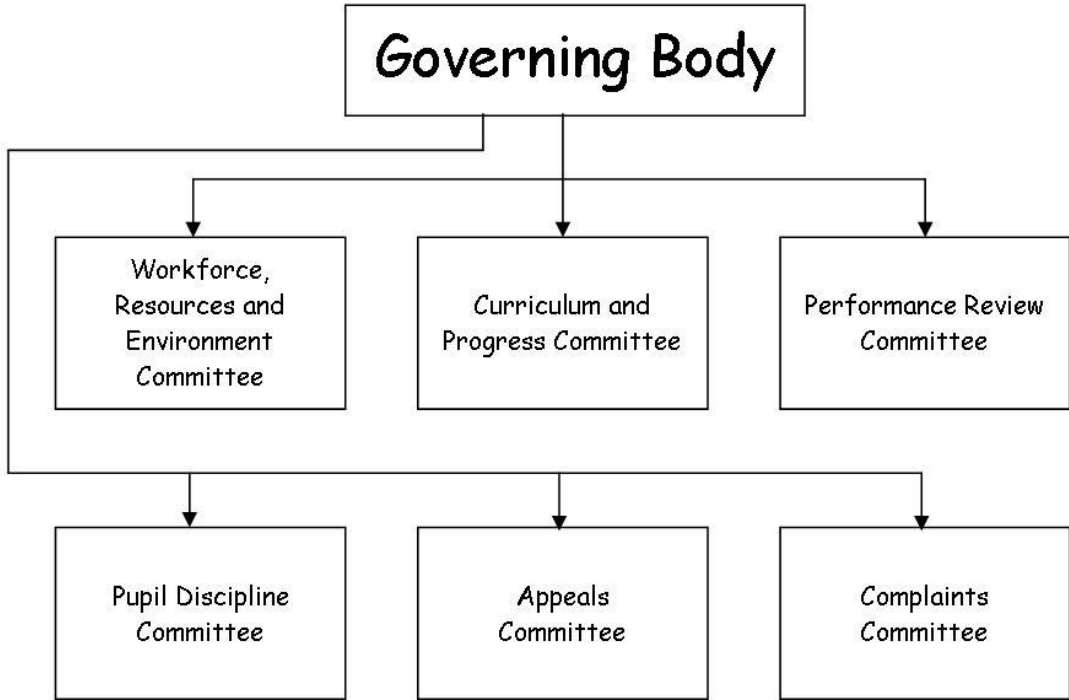 Governing Body
Workforce,
Resources and
Environment
Committee
Curriculum and
Progress Committee
Performance Review
Committee
Pupil Discipline
Committee
Appeals
Committee
Complaints
Committee